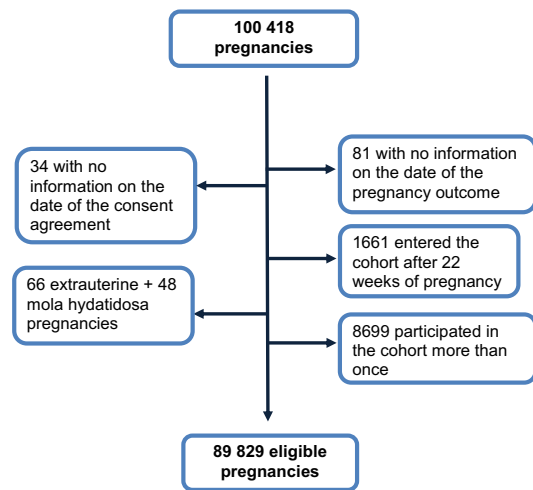 100 418
pregnancies
34 with no
information on the
date of the consent
agreement
81 with no information
on the date of the
pregnancy outcome
1661 entered the
cohort after 22
weeks of pregnancy
66 extrauterine + 48
mola hydatidosa
pregnancies
8699 participated in
the cohort more than
once
89 829 eligible
pregnancies